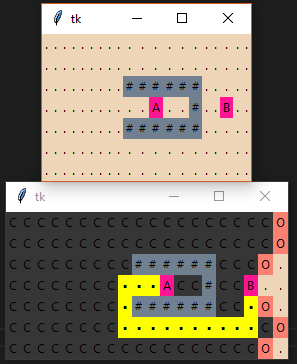 tk
. . . . . . . . . . . . . . . . . . . .
. . . . . . . . . . . . . . . . . . . .
. . . . . . . . . # # # # # # . . . . .
. . . . . . . . . . . A . . # . . B . .
. . . . . . . . . # # # # # # . . . . .
. . . . . . . . . . . . . . . . . . . .
. . . . . . . . . . . . . . . . . . . .
tk
C C C C C C C C C C C C C C C C C C C O
C C C C C C C C C C C C C C C C C C C O
C C C C C C C C C # # # # # # C C C O .
C C C C C C C C . . . A C C # C C B . .
C C C C C C C C . # # # # # # C C . O .
C C C C C C C C . . . . . . . . . . C O
C C C C C C C C C C C C C C C C C C O .